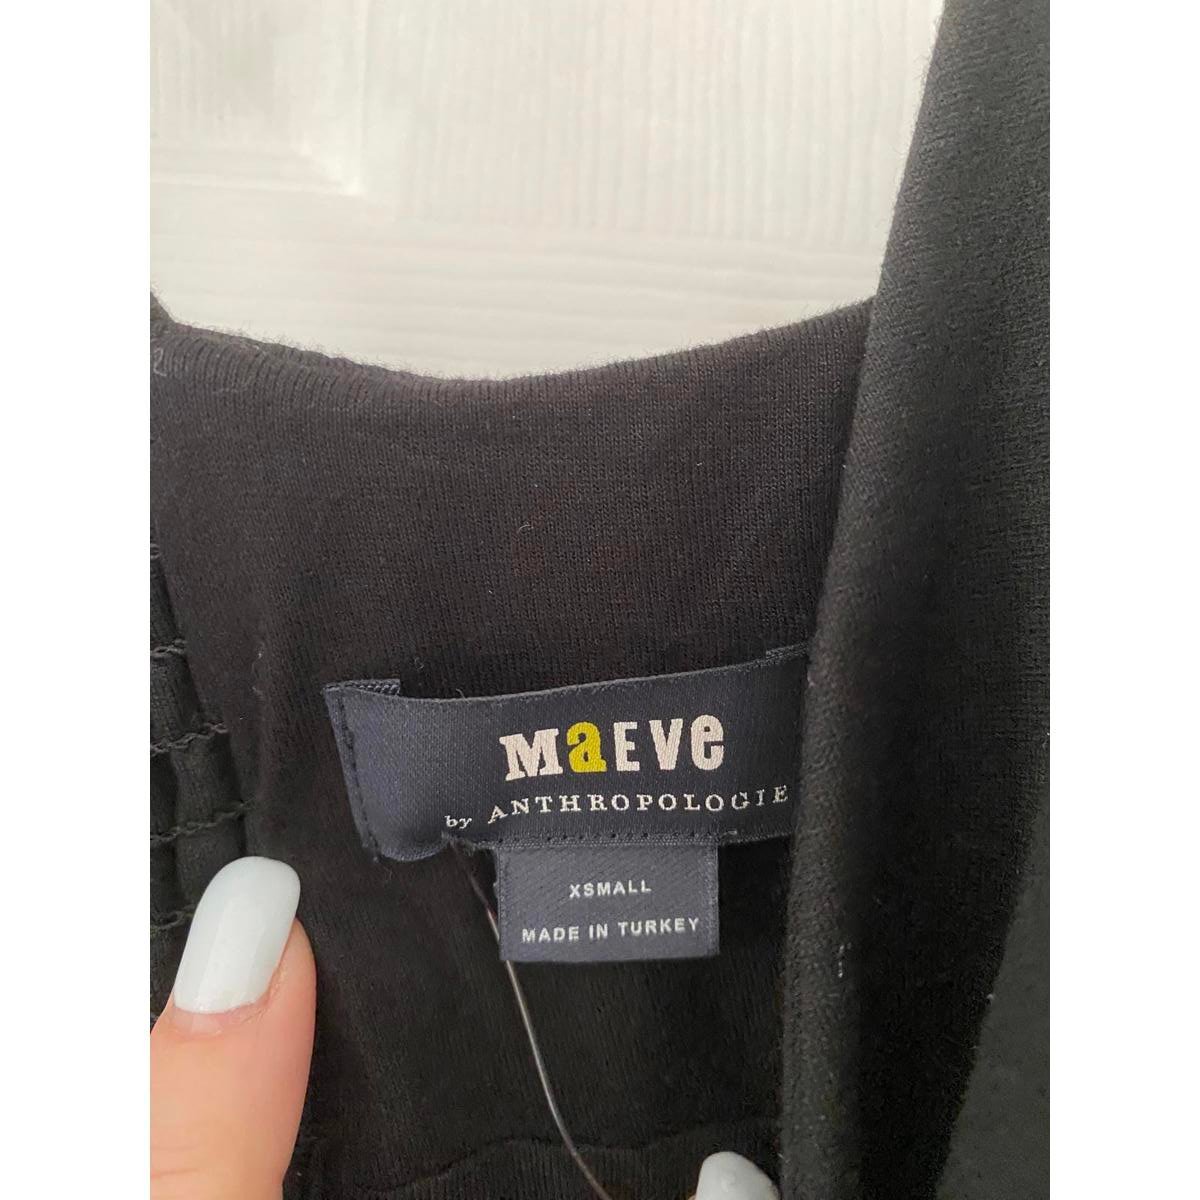 MaEVe
by ANTHROPOLOGIE
XSMALL
MADE IN TURKEY